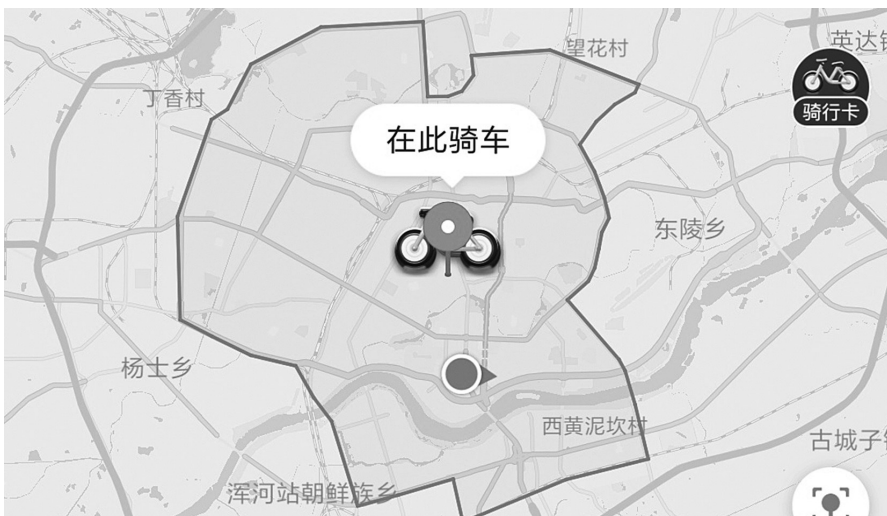 望花村
英达
丁香村
骑行卡
在此骑车
东陵乡
杨士乡
西黄泥坎村
古城子
浑河站朝鲜族乡